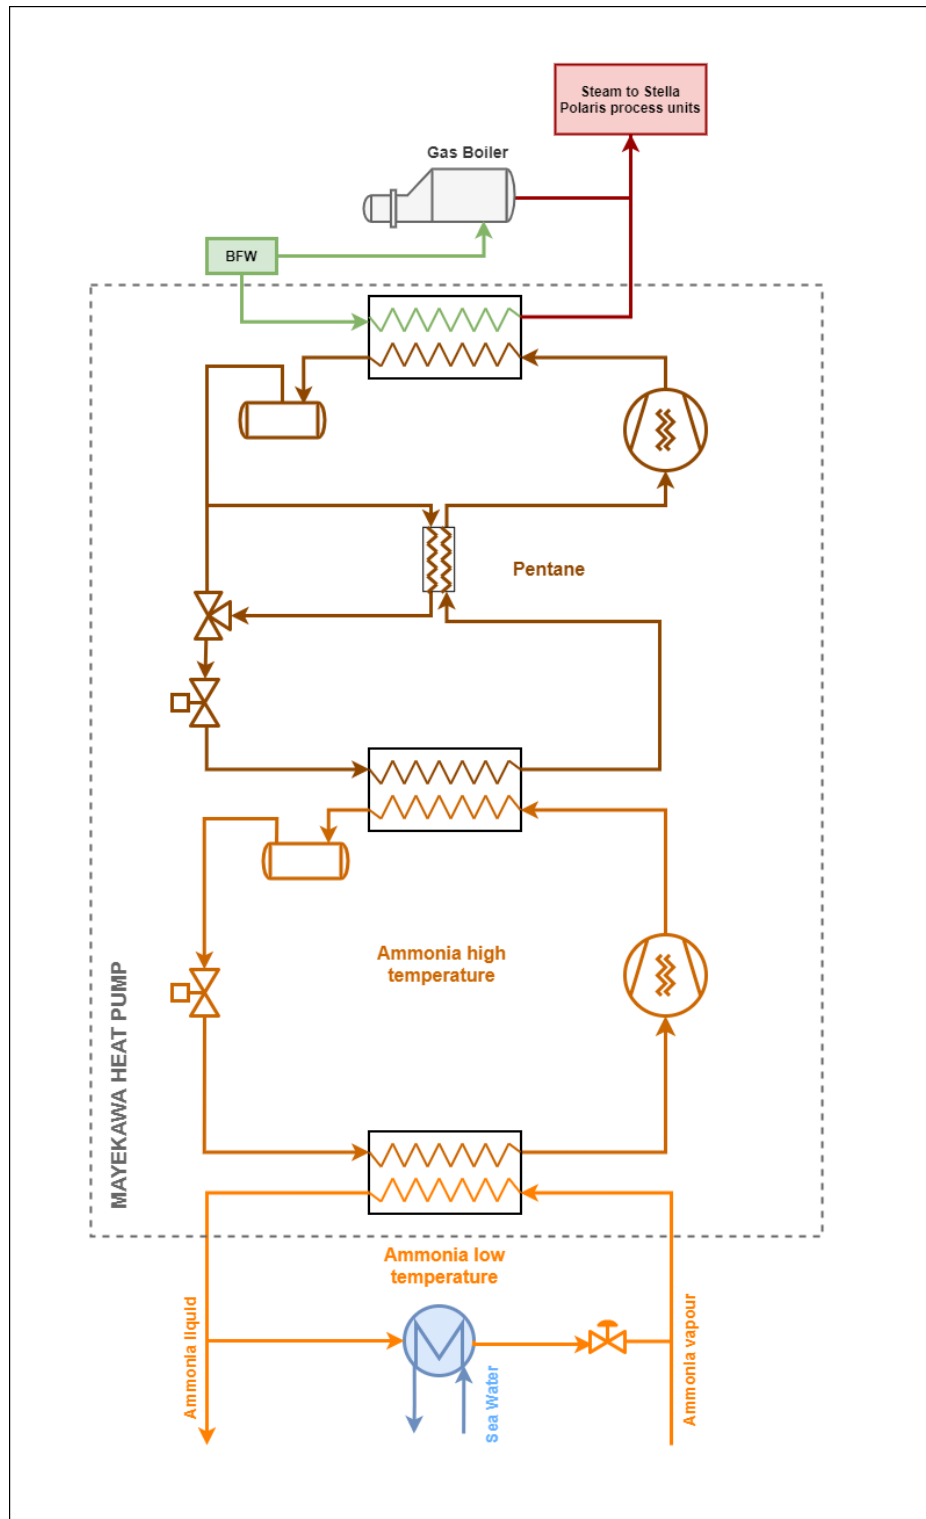 Steam to Stella
Polaris process units
Gas Boiler
BFW
Pentane
Ammonia high
temperature
MAYEKAWA HEAT PUMP
Ammonia low
temperature
Ammonia liquid
Sea Water
Ammonia vapour